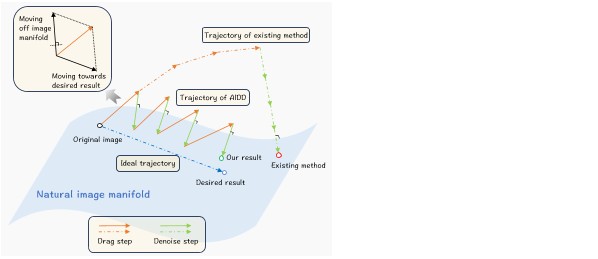 Moving
off image
manifold
Moving towards
desired result
Trajectory of existing method
Trajectory of AIDD
Original image
Ideal trajectory
Our result
Existing method
Desired result
Natural image manifold
Drag step
Denoise step